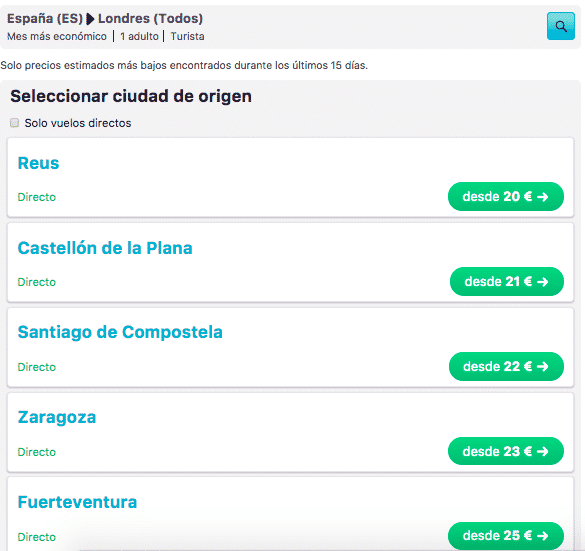 España (ES) Londres (Todos)
Mes más económico | 1 adulto | Turista
Solo precios estimados más bajos encontrados durante los últimos 15 días.
Seleccionar ciudad de origen
Solo vuelos directos
Reus
Directo
desde 20 € →
Castellón de la Plana
Directo
desde 21 € →
Santiago de Compostela
Directo
desde 22 € →
Zaragoza
Directo
desde 23 € →
Fuerteventura
Directo
desde 25 € →